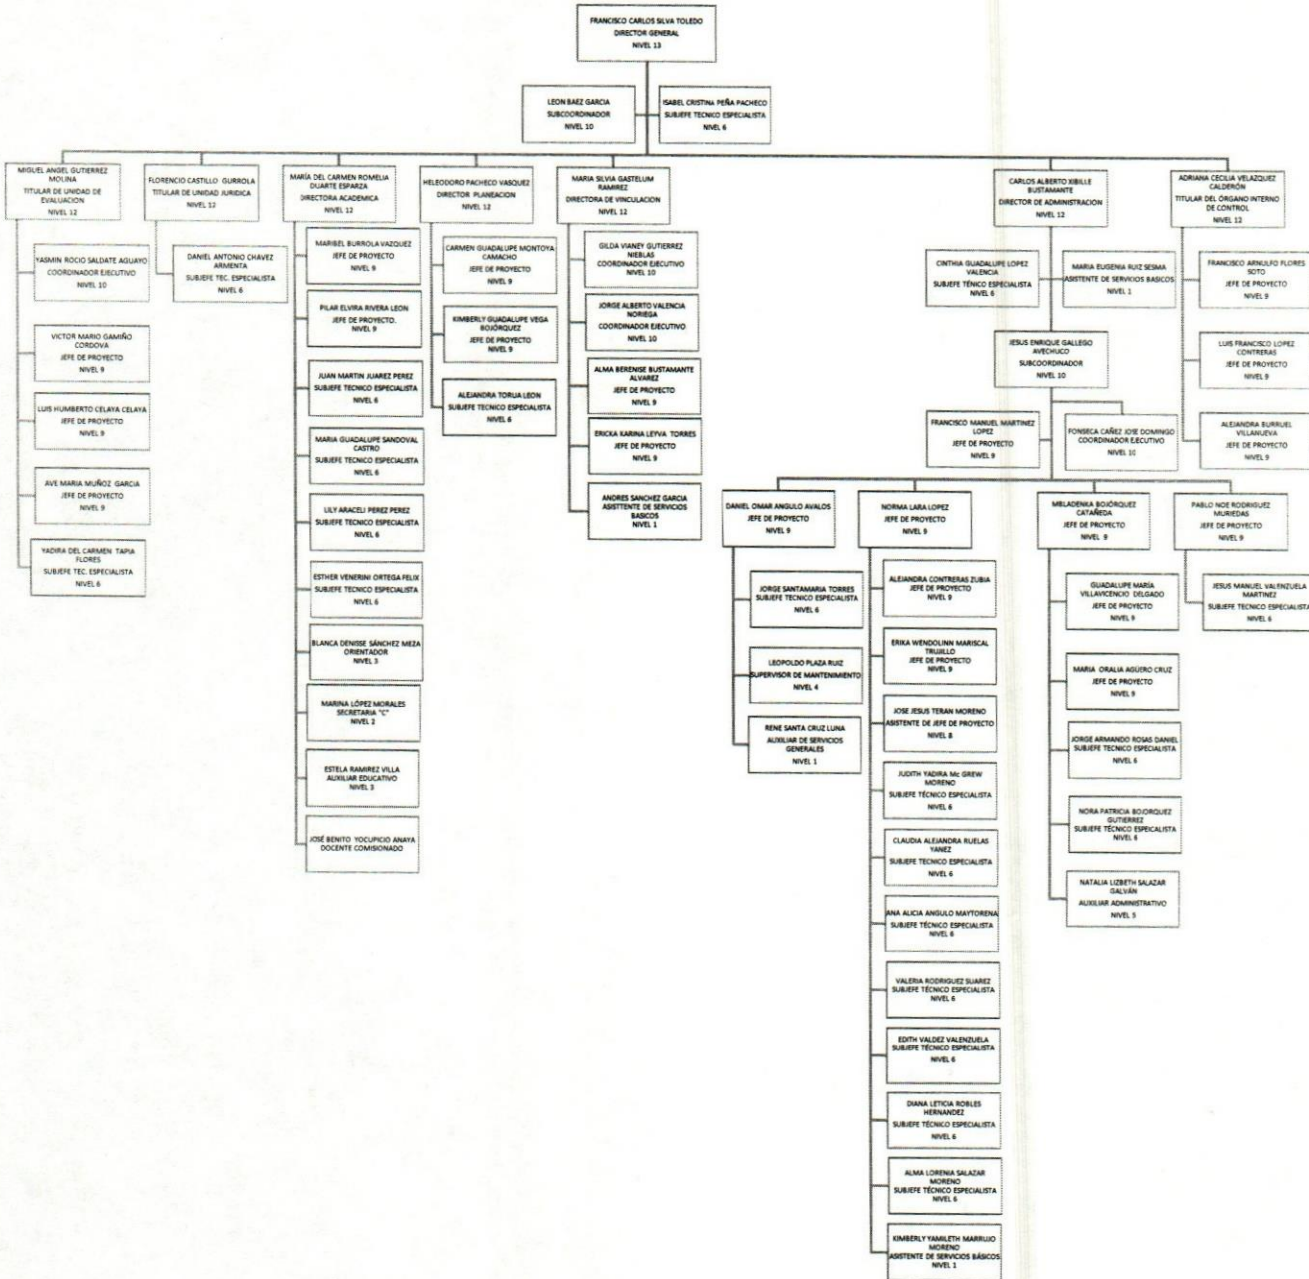 FRANCISCO CARLOS SILVA TOLEDO
DIRECTOR GENERAL
NIVEL 13
LEON BAEZ GARCIA
SUBCOORDINADOR
NIVEL 10
ISABEL CRISTINA PEÑA PACHECO
SUBJEFE TECNICO ESPECIALISTA
NIVEL 6
MIGUEL ANGEL GUTIERREZ
MOLINA
TITULAR DE UNIDAD DE
EVALUACION
NIVEL 12
YASMIN ROCIO SALDATE AGUAYO
COORDINADOR EJECUTIVO
NIVEL 10
VICTOR MARIO GAMIÑO
CORDOVA
JEFE DE PROYECTO
NIVEL 9
LUIS HUMBERTO CELAYA CELAYA
JEFE DE PROYECTO
NIVEL 9
AVE MARIA MUÑOZ GARCIA
JEFE DE PROYECTO
NIVEL 9
YADIRA DEL CARMEN TAPIA
FLORES
SUBJEFE TEC. ESPECIALISTA
NIVEL 6
FLORENCIO CASTILLO GURROLA
TITULAR DE UNIDAD JURIDICA
NIVEL 12
DANIEL ANTONIO CHÁVEZ
ARMENTA
SUBJEFE TEC. ESPECIALISTA
NIVEL 6
MARÍA DEL CARMEN ROMELIA
DUARTE ESPARZA
DIRECTORA ACADEMICA
NIVEL 12
MARIBEL BURROLA VAZQUEZ
JEFE DE PROYECTO
NIVEL 9
PILAR ELVIRA RIVERA LEON
JEFE DE PROYECTO.
NIVEL 9
JUAN MARTIN JUAREZ PEREZ
SUBJEFE TECNICO ESPECIALISTA
NIVEL 6
MARIA GUADALUPE SANDOVAL
CASTRO
SUBJEFE TECNICO ESPECIALISTA
NIVEL 6
LILY ARACELI PEREZ PEREZ
SUBJEFE TECNICO ESPECIALISTA
NIVEL 6
ESTHER VENERINI ORTEGA FELIX
SUBJEFE TECNICO ESPECIALISTA
NIVEL 6
BLANCA DENISSE SÁNCHEZ MEZA
ORIENTADOR
NIVEL 3
MARINA LÓPEZ MORALES
SECRETARIA "C"
NIVEL 2
ESTELA RAMIREZ VILLA
AUXILIAR EDUCATIVO
NIVEL 3
JOSÉ BENITO YOCUPICIO ANAYA
DOCENTE COMISIONADO
HELEODORO PACHECO VASQUEZ
DIRECTOR PLANEACION
NIVEL 12
CARMEN GUADALUPE MONTOYA
CAMACHO
JEFE DE PROYECTO
NIVEL 9
KIMBERLY GUADALUPE VEGA
BOJÓRQUEZ
JEFE DE PROYECTO
NIVEL 9
ALEJANDRA TORUA LEON
SUBJEFE TECNICO ESPECIALISTA
NIVEL 6
MARIA SILVIA GASTELUM
RAMIREZ
DIRECTORA DE VINCULACION
NIVEL 12
GILDA VIANEY GUTIERREZ
NIEBLAS
COORDINADOR EJECUTIVO
NIVEL 10
JORGE ALBERTO VALENCIA
NORIEGA
COORDINADOR EJECUTIVO
NIVEL 10
ALMA BERENISE BUSTAMANTE
ALVAREZ
JEFE DE PROYECTO
NIVEL 9
ERICKA KARINA LEYVA TORRES
JEFE DE PROYECTO
NIVEL 9
ANDRES SANCHEZ GARCIA
ASISTTENTE DE SERVICIOS
BASICOS
NIVEL 1
CARLOS ALBERTO XIBILLE
BUSTAMANTE
DIRECTOR DE ADMINISTRACION
NIVEL 12
CINTHIA GUADALUPE LOPEZ
VALENCIA
SUBJEFE TÉNICO ESPECIALISTA
NIVEL 6
MARIA EUGENIA RUIZ SESMA
ASISTENTE DE SERVICIOS BASICOS
NIVEL 1
JESUS ENRIQUE GALLEGO
AVECHUCO
SUBCOORDINADOR
NIVEL 10
FRANCISCO MANUEL MARTINEZ
LOPEZ
JEFE DE PROYECTO
NIVEL 9
FONSECA CAÑEZ JOSE DOMINGO
COORDINADOR EJECUTIVO
NIVEL 10
DANIEL OMAR ANGULO AVALOS
JEFE DE PROYECTO
NIVEL 9
JORGE SANTAMARIA TORRES
SUBJEFE TECNICO ESPECIALISTA
NIVEL 6
LEOPOLDO PLAZA RUIZ
SUPERVISOR DE MANTENIMIENTO
NIVEL 4
RENE SANTA CRUZ LUNA
AUXILIAR DE SERVICIOS
GENERALES
NIVEL 1
NORMA LARA LOPEZ
JEFE DE PROYECTO
NIVEL 9
ALEJANDRA CONTRERAS ZUBIA
JEFE DE PROYECTO
NIVEL 9
ERIKA WENDOLINN MARISCAL
TRUJILLO
JEFE DE PROYECTO
NIVEL 9
JOSE JESUS TERAN MORENO
ASISTENTE DE JEFE DE PROYECTO
NIVEL 8
JUDITH YADIRA Mc GREW
MORENO
SUBJEFE TÉCNICO ESPECIALISTA
NIVEL 6
CLAUDIA ALEJANDRA RUELAS
YANEZ
SUBJEFE TECNICO ESPECIALISTA
NIVEL 6
ANA ALICIA ANGULO MAYTORENA
SUBJEFE TÉCNICO ESPECIALISTA
NIVEL 6
VALERIA RODRIGUEZ SUAREZ
SUBJEFE TÉCNICO ESPECIALISTA
NIVEL 6
EDITH VALDEZ VALENZUELA
SUBJEFE TÉCNICO ESPECIALISTA
NIVEL 6
DIANA LETICIA ROBLES
HERNANDEZ
SUBJEFE TÉCNICO ESPECIALISTA
NIVEL 6
ALMA LORENIA SALAZAR
MORENO
SUBJEFE TÉCNICO ESPECIALISTA
NIVEL 6
KIMBERLY YAMILETH MARRUJO
MORENO
ASISTENTE DE SERVICIOS BÁSICOS
NIVEL 1
MBLADENKA BOJÓRQUEZ
CATAÑEDA
JEFE DE PROYECTO
NIVEL 9
GUADALUPE MARÍA
VILLAVICENCIO DELGADO
JEFE DE PROYECTO
NIVEL 9
MARIA ORALIA AGÜERO CRUZ
JEFE DE PROYECTO
NIVEL 9
JORGE ARMANDO ROSAS DANIEL
SUBJEFE TECNICO ESPECIALISTA
NIVEL 6
NORA PATRICIA BOJORQUEZ
GUTIERREZ
SUBJEFE TÉCNICO ESPEICALISTA
NIVEL 6
NATALIA LIZBETH SALAZAR
GALVÁN
AUXILIAR ADMINISTRATIVO
NIVEL 5
PABLO NOE RODRIGUEZ
MURIEDAS
JEFE DE PROYECTO
NIVEL 9
JESUS MANUEL VALENZUELA
MARTINEZ
SUBJEFE TECNICO ESPECIALISTA
NIVEL 6
ADRIANA CECILIA VELAZQUEZ
CALDERÓN
TITULAR DEL ÓRGANO INTERNO
DE CONTROL
NIVEL 12
FRANCISCO ARNULFO FLORES
SOTO
JEFE DE PROYECTO
NIVEL 9
LUIS FRANCISCO LOPEZ
CONTRERAS
JEFE DE PROYECTO
NIVEL 9
ALEJANDRA BURRUEL
VILLANUEVA
JEFE DE PROYECTO
NIVEL 9